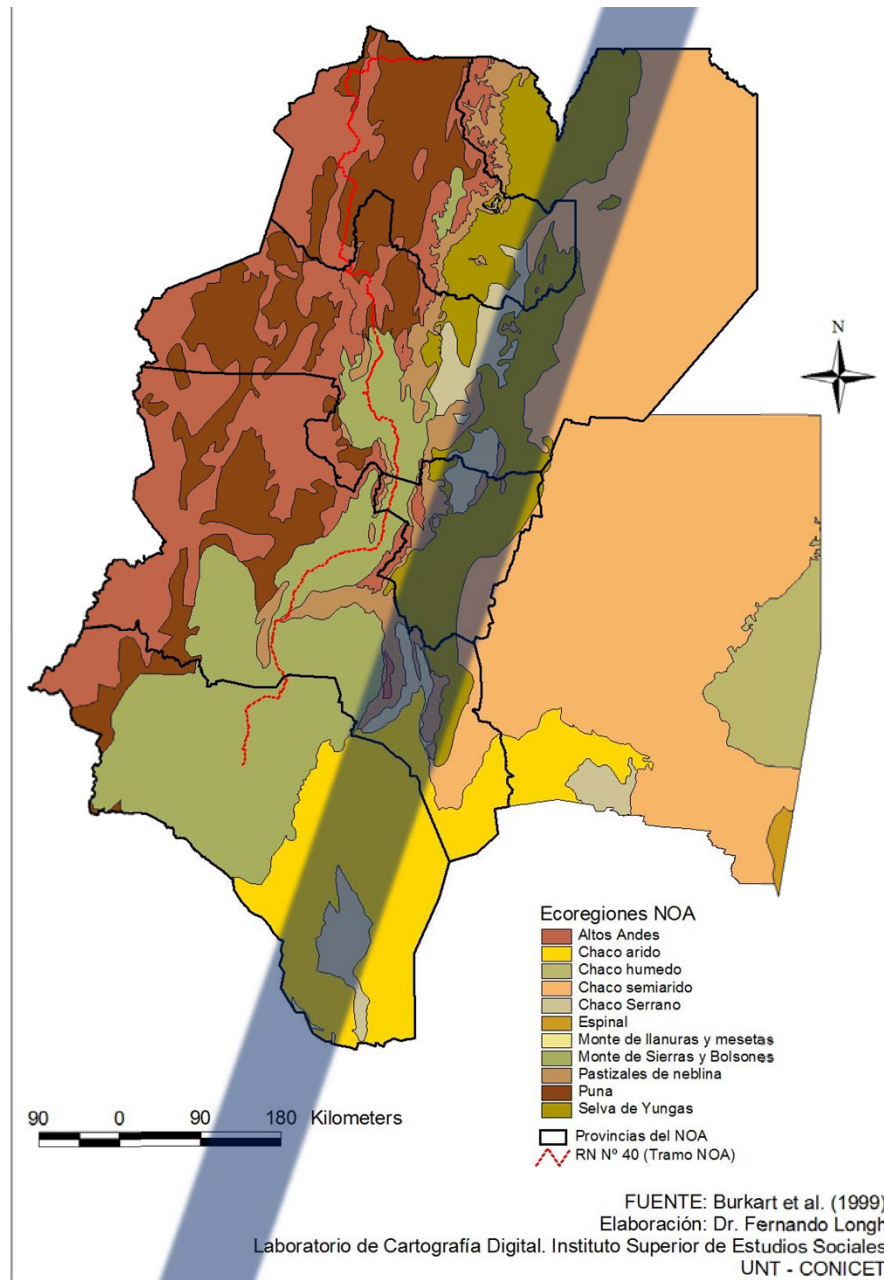 N
Ecoregiones NOA
Altos Andes
Chaco arido
Chaco humedo
Chaco semiarido
Chaco Serrano
Espinal
Monte de llanuras y mesetas
Monte de Sierras y Bolsones
Pastizales de neblina
Puna
Selva de Yungas
Provincias del NOA
RN Nº 40 (Tramo NOA)
90 0 90 180 Kilometers
FUENTE: Burkart et al. (1999)
Elaboración: Dr. Fernando Longh
Laboratorio de Cartografía Digital. Instituto Superior de Estudios Sociales
UNT - CONICET